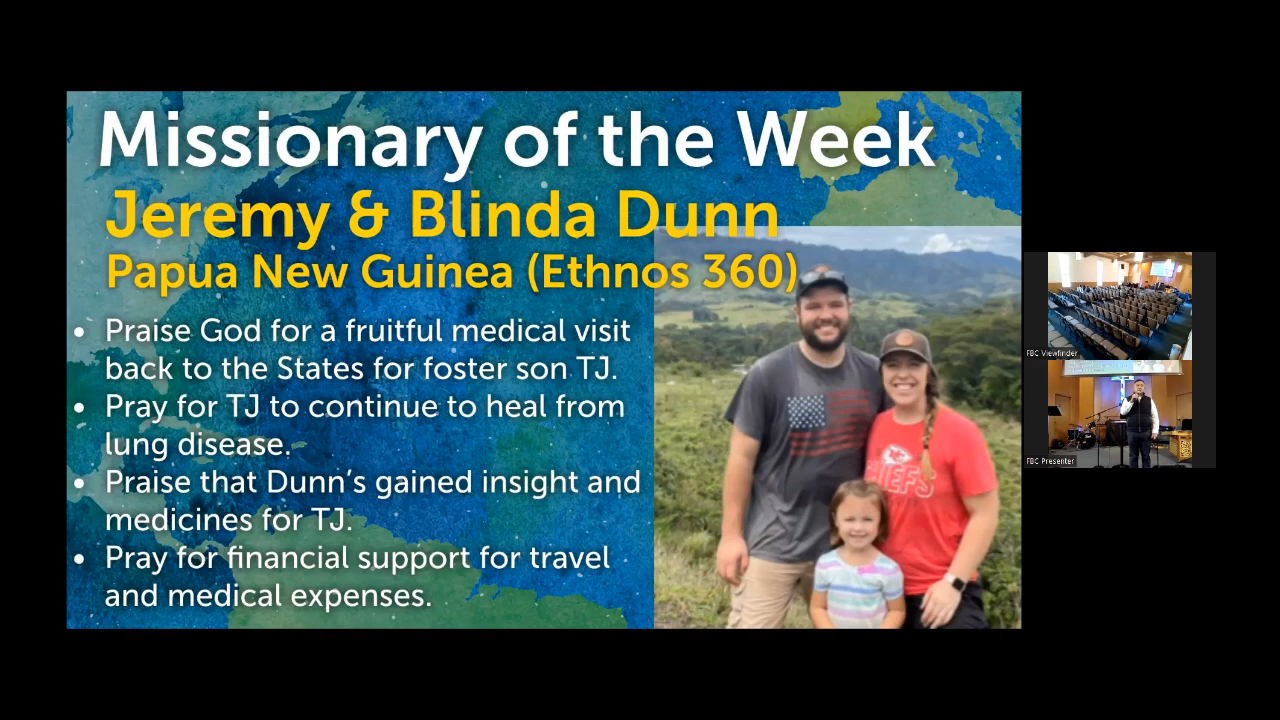 Missionary of the Week
Jeremy & Blinda Dunn
Papua New Guinea (Ethnos 360)
• Praise God for a fruitful medical visit
back to the States for foster son TJ.
• Pray for TJ to continue to heal from
lung disease.
• Praise that Dunn’s gained insight and
medicines for TJ.
• Pray for financial support for travel
and medical expenses.
CHIEFS
FBC Viewfinder
FBC Presenter